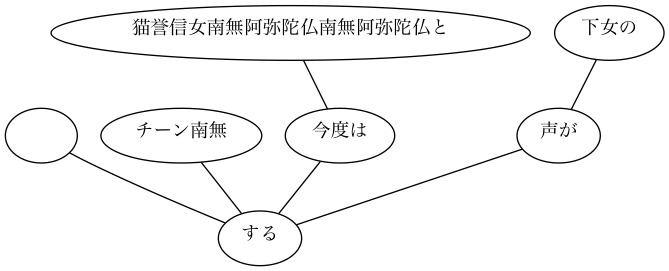 猫誉信女南無阿弥陀仏南無阿弥陀仏と
下女の
チーン南無
今度は
声が
する